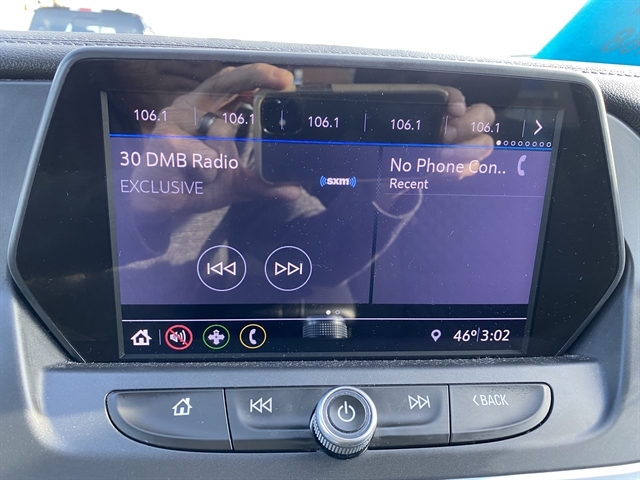 106.1 106.1 106.1 106.1 106.1
30 DMB Radio
EXCLUSIVE
sxm
No Phone Con..
Recent
46° 3:02
BACK